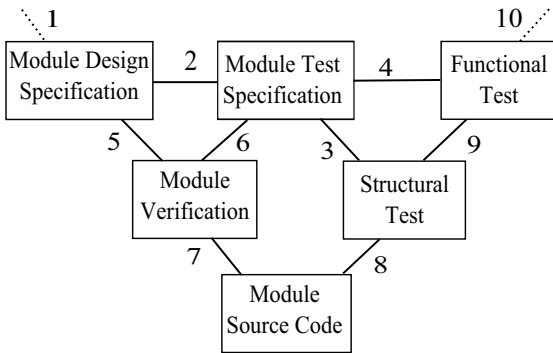 1
10
Module Design
Specification
2
Module Test
Specification
4
Functional
Test
5
6
3
9
Module
Verification
Structural
Test
7
8
Module
Source Code